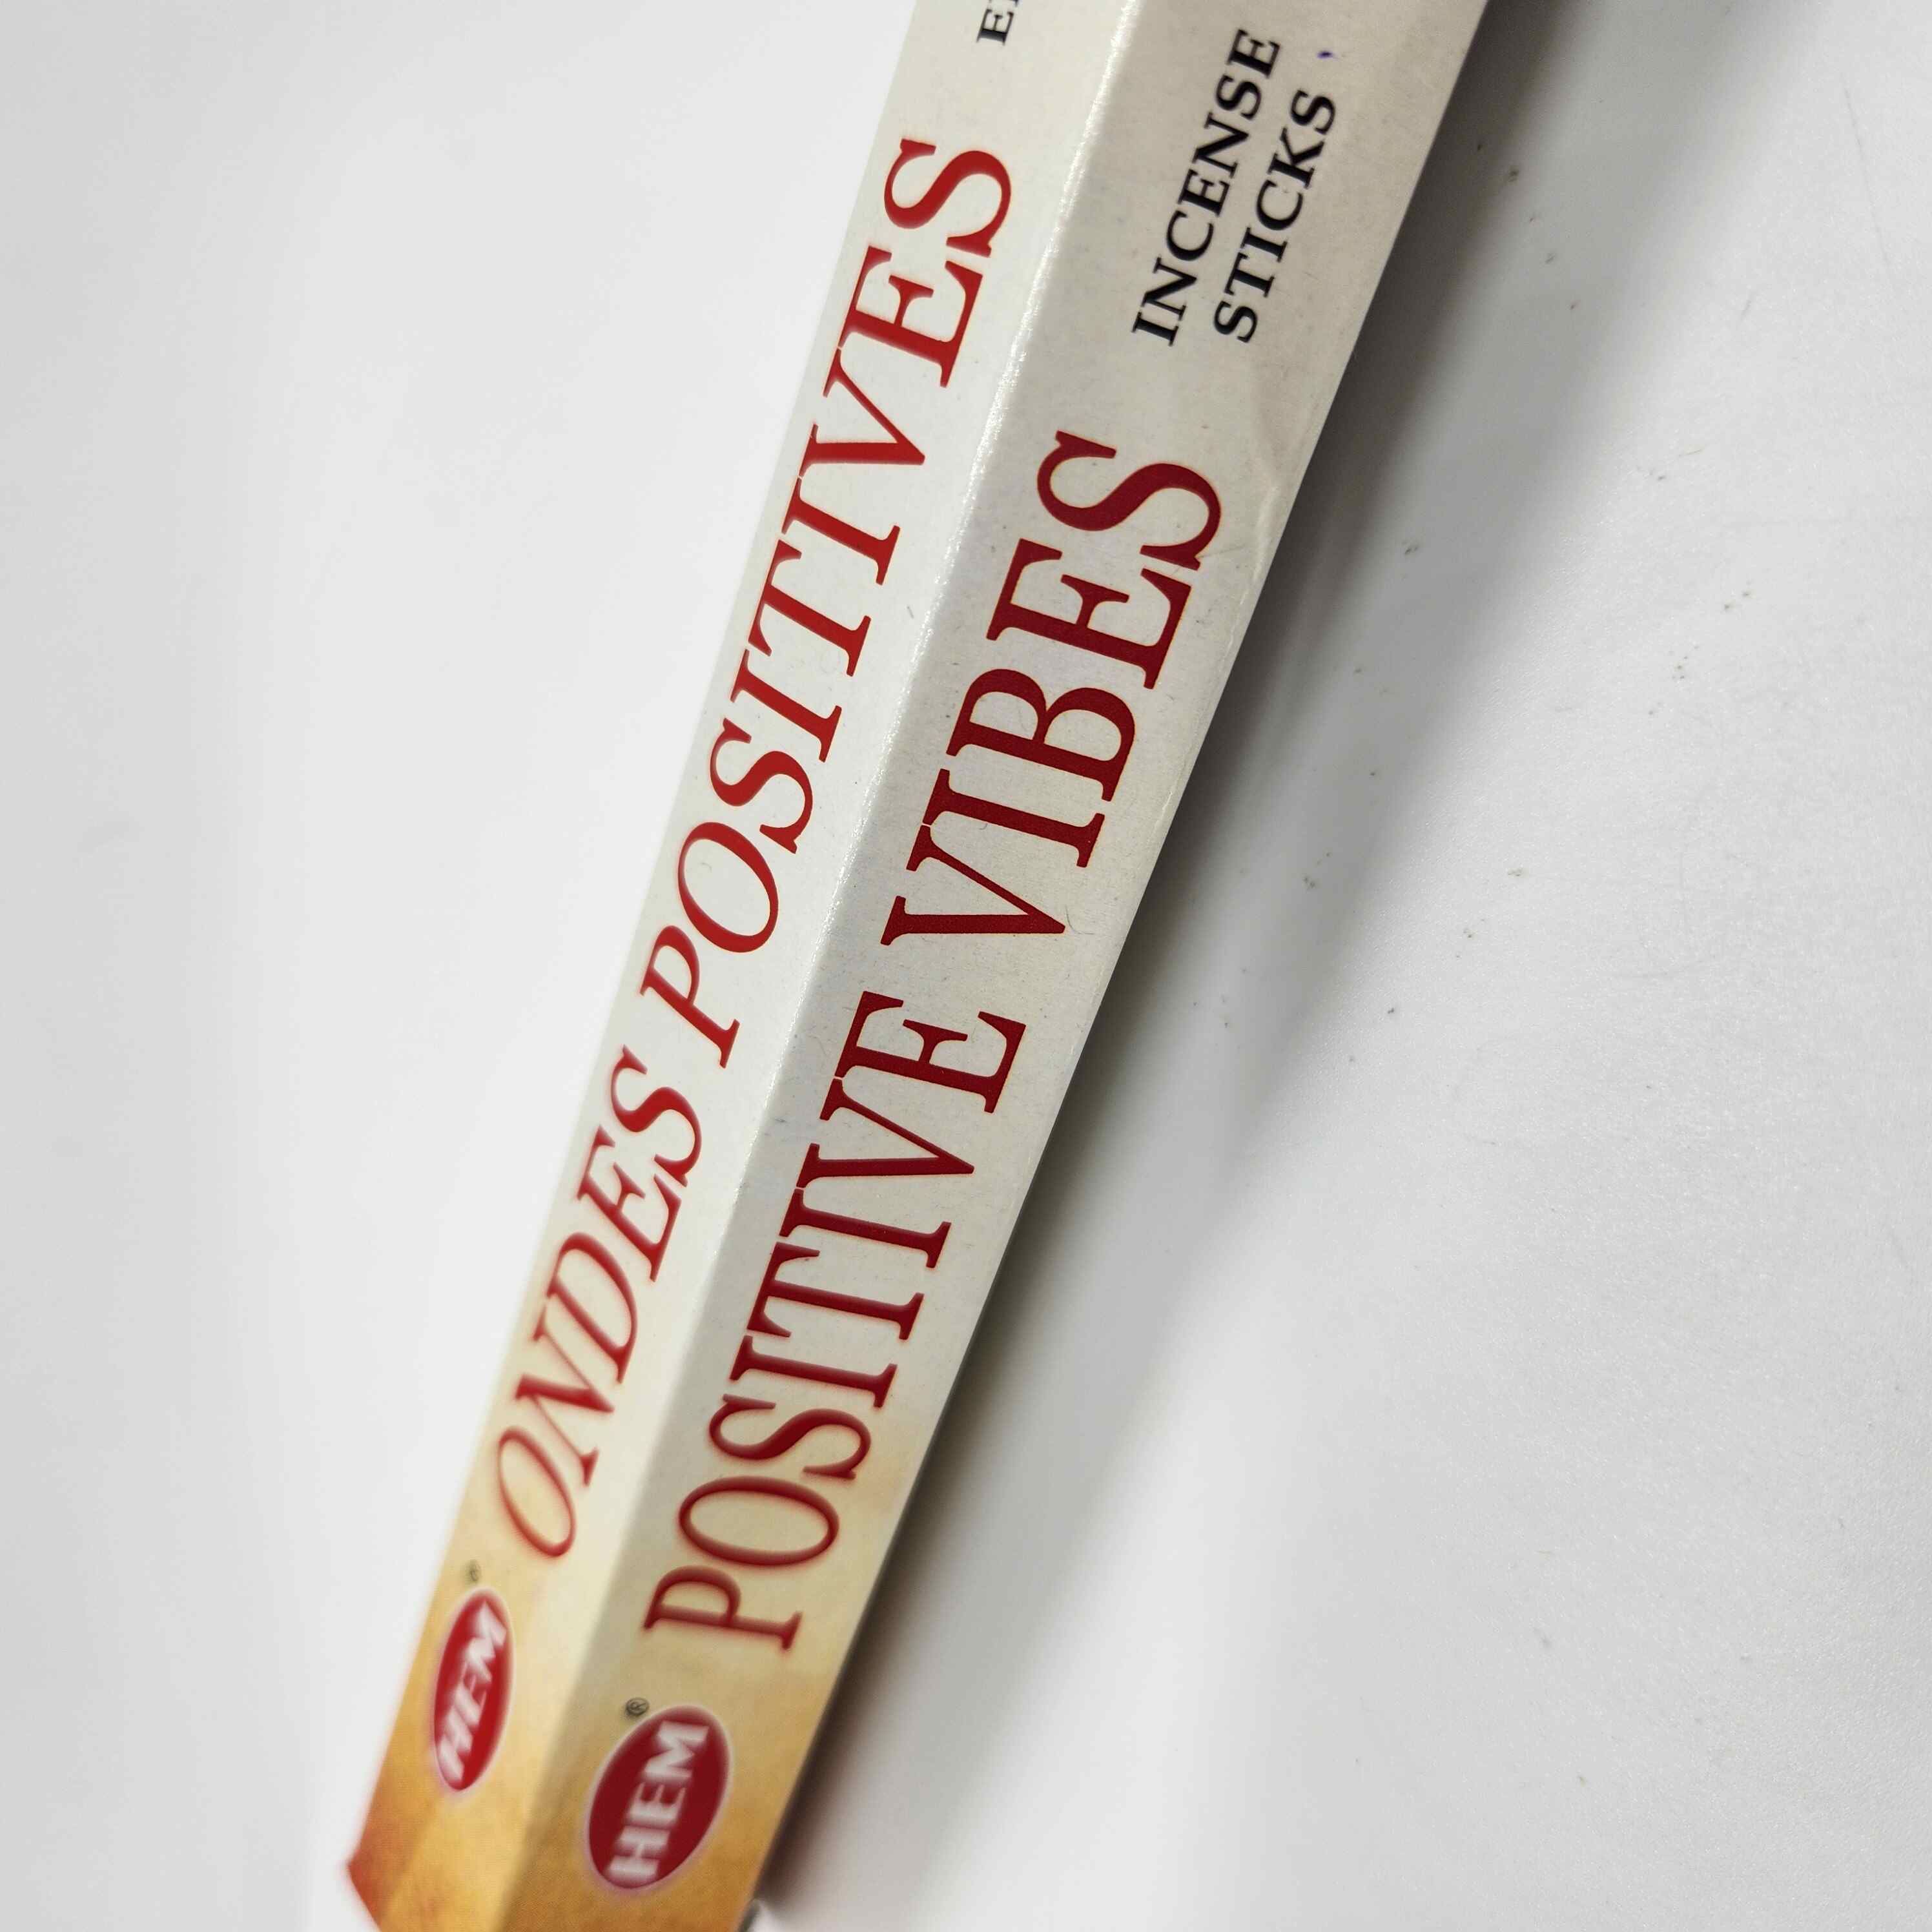 HEM
ONDES POSITIVES
HEM®
POSITIVE VIBES
INCENSE
STICKS